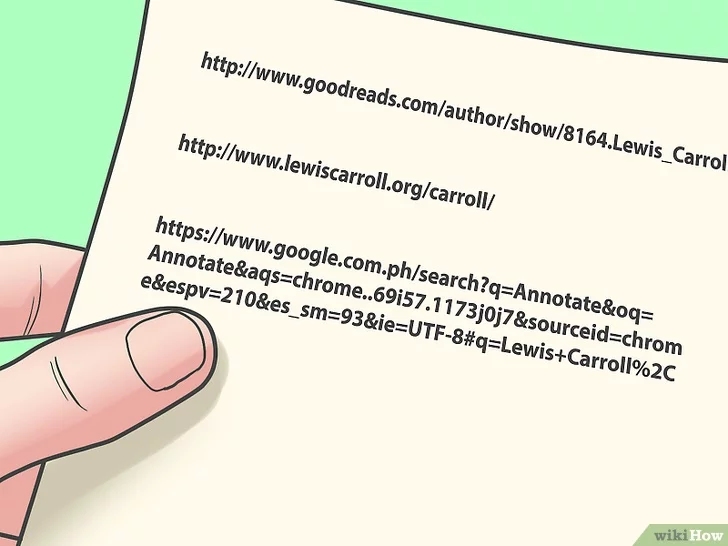 http://www.goodreads.com/author/show/8164.Lewis_Carrol
http://www.lewiscarroll.org/carroll/
https://www.google.com.ph/search?q=Annotate&oq=
Annotate&aqs=chrome..69i57.1173j0j7&sourceid=chrom
e&espv=210&es_sm=93&ie=UTF-8#q=Lewis+Carroll%2C
wikiHow